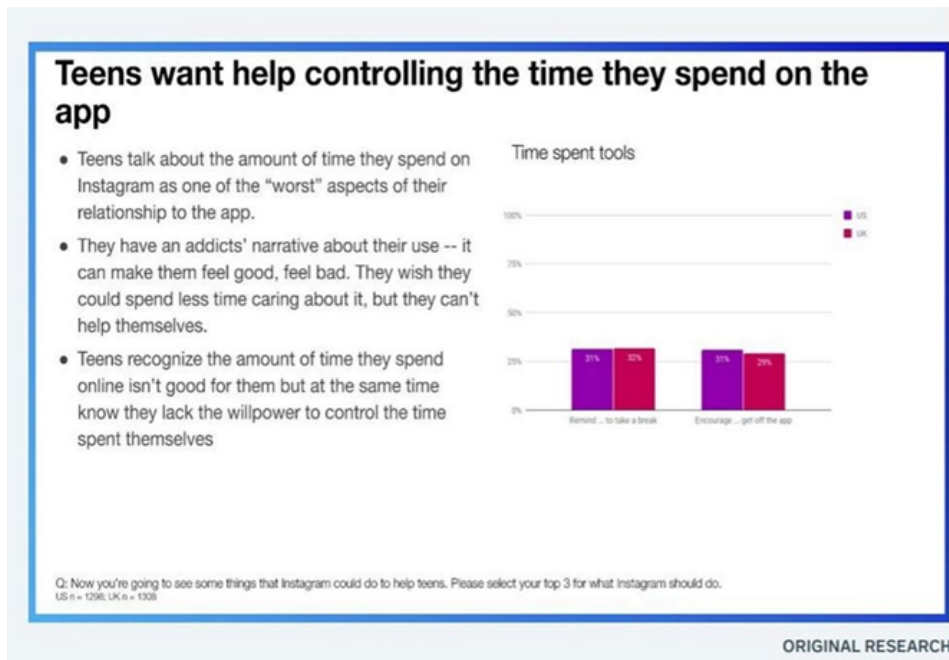 Teens want help controlling the time they spend on the
app
• Teens talk about the amount of time they spend on
Instagram as one of the “worst” aspects of their
relationship to the app.
• They have an addicts’ narrative about their use -- it
can make them feel good, feel bad. They wish they
could spend less time caring about it, but they can’t
help themselves.
• Teens recognize the amount of time they spend
online isn’t good for them but at the same time
know they lack the willpower to control the time
spent themselves
Time spent tools
100%
75%
50%
25%
0%
US
UK
31%
32%
31%
29%
Remind ... to take a break
Encourage ... get off the app
Q: Now you’re going to see some things that Instagram could do to help teens. Please select your top 3 for what Instagram should do.
US n = 1296; UK n = 1308
ORIGINAL RESEARCH